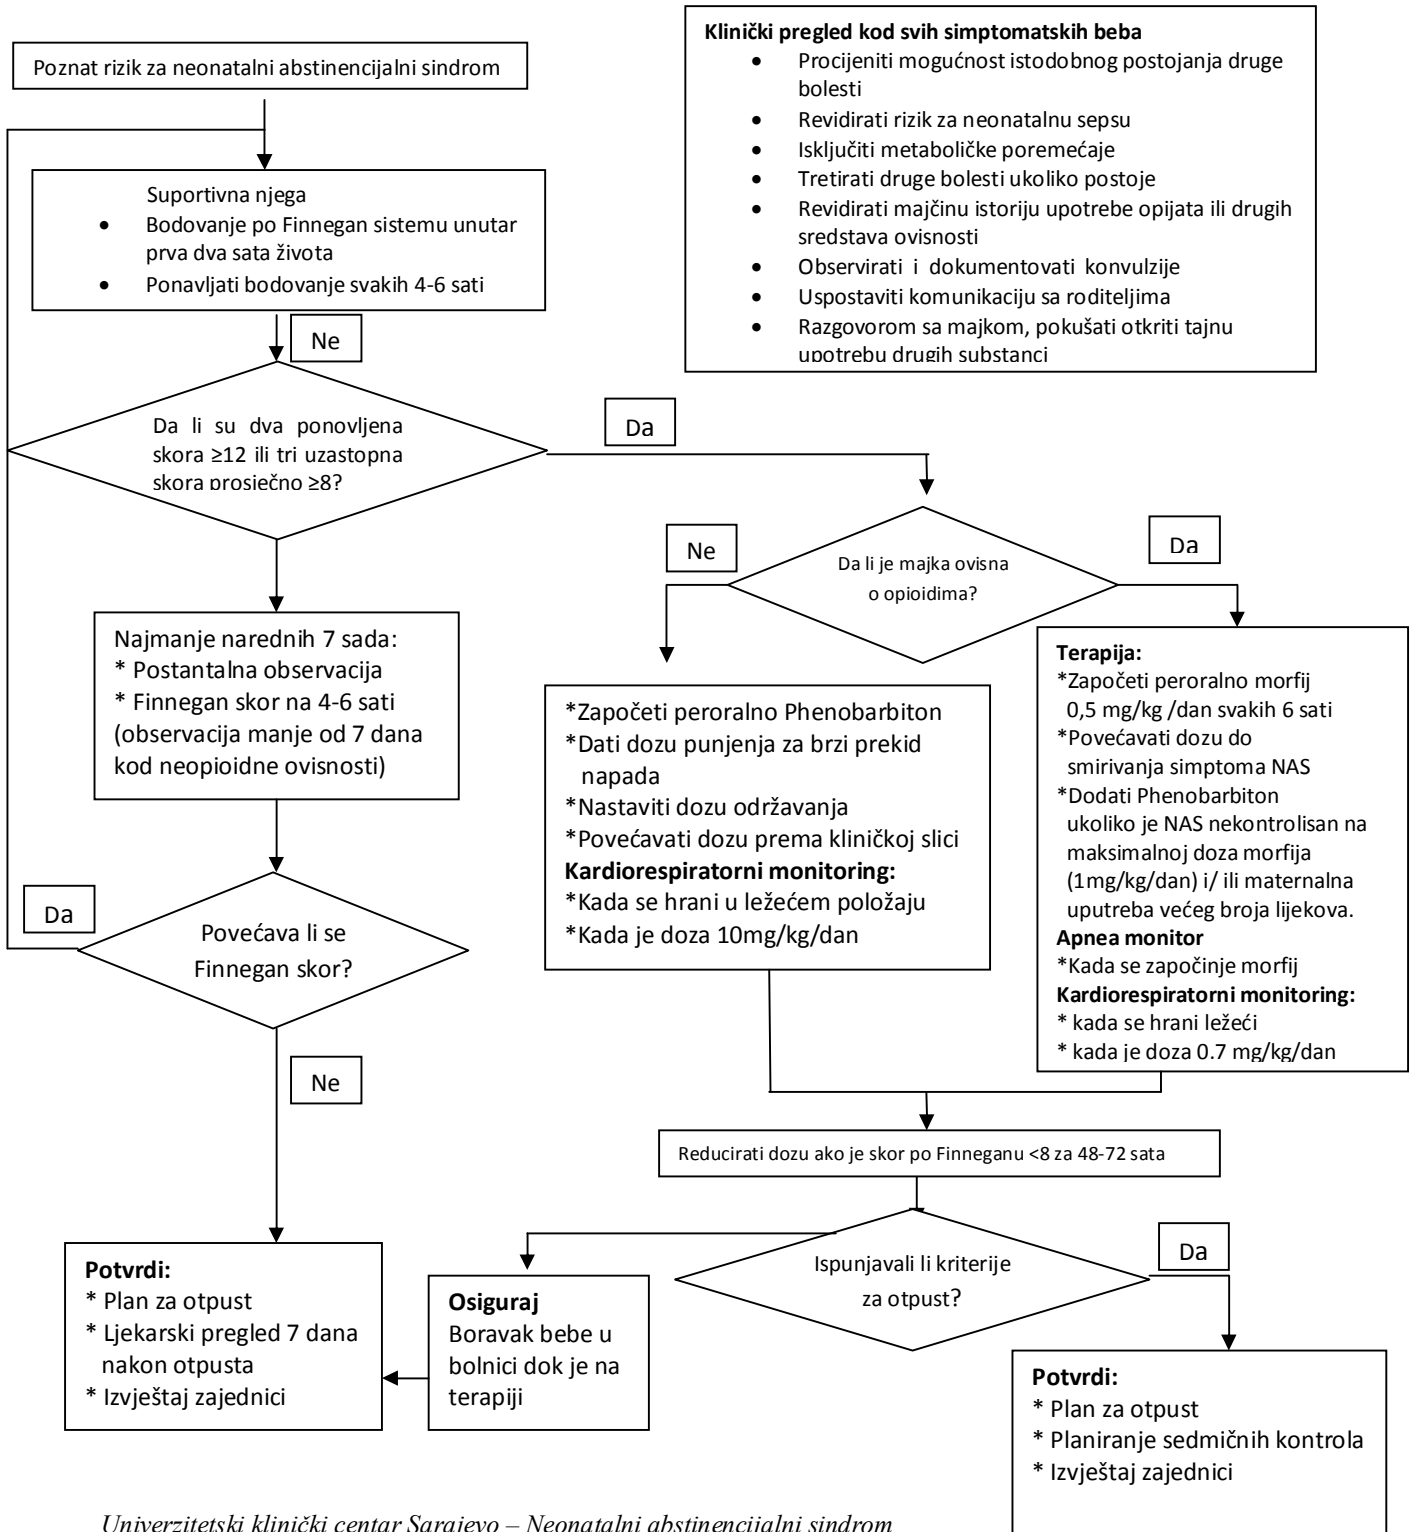 Poznat rizik za neonatalni abstinencijalni sindrom
Klinički pregled kod svih simptomatskih beba
• Procijeniti mogućnost istodobnog postojanja druge
bolesti
• Revidirati rizik za neonatalnu sepsu
• Isključiti metaboličke poremećaje
• Tretirati druge bolesti ukoliko postoje
• Revidirati majčinu istoriju upotrebe opijata ili drugih
sredstava ovisnosti
• Observirati i dokumentovati konvulzije
• Uspostaviti komunikaciju sa roditeljima
• Razgovorom sa majkom, pokušati otkriti tajnu
upotrebu drugih substanci
Suportivna njega
• Bodovanje po Finnegan sistemu unutar
prva dva sata života
• Ponavljati bodovanje svakih 4-6 sati
Ne
Da li su dva ponovljena
skora ≥12 ili tri uzastopna
skora prosječno ≥8?
Da
Da li je majka ovisna
o opioidima?
Ne
Da
Najmanje narednih 7 sada:
* Postantalna observacija
* Finnegan skor na 4-6 sati
(observacija manje od 7 dana
kod neopioidne ovisnosti)
*Započeti peroralno Phenobarbiton
*Dati dozu punjenja za brzi prekid
napada
*Nastaviti dozu održavanja
*Povećavati dozu prema kliničkoj slici
Kardiorespiratorni monitoring:
*Kada se hrani u ležećem položaju
*Kada je doza 10mg/kg/dan
Terapija:
*Započeti peroralno morfij
0,5 mg/kg /dan svakih 6 sati
*Povećavati dozu do
smirivanja simptoma NAS
*Dodati Phenobarbiton
ukoliko je NAS nekontrolisan na
maksimalnoj doza morfija
(1mg/kg/dan) i/ ili maternalna
uputreba većeg broja lijekova.
Apnea monitor
*Kada se započinje morfij
Kardiorespiratorni monitoring:
* kada se hrani ležeći
* kada je doza 0.7 mg/kg/dan
Da
Povećava li se
Finnegan skor?
Ne
Reducirati dozu ako je skor po Finneganu <8 za 48-72 sata
Ispunjavali li kriterije
za otpust?
Da
Potvrdi:
* Plan za otpust
* Ljekarski pregled 7 dana
nakon otpusta
* Izvještaj zajednici
Osiguraj
Boravak bebe u
bolnici dok je na
terapiji
Potvrdi:
* Plan za otpust
* Planiranje sedmičnih kontrola
* Izvještaj zajednici
Univerzitetski klinički centar Sarajevo – Neonatalni abstinencijalni sindrom